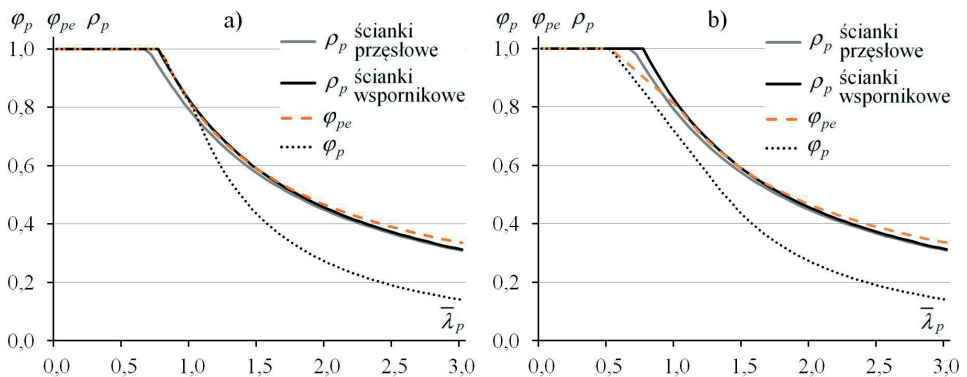 φp φpe ρp a)
ρp ścianki przęsłowe
ρp ścianki wspornikowe
φpe
φp
1,0
0,8
0,6
0,4
0,2
0,0
λ̅p
0,0 0,5 1,0 1,5 2,0 2,5 3,0
φp φpe ρp b)
ρp ścianki przęsłowe
ρp ścianki wspornikowe
φpe
φp
1,0
0,8
0,6
0,4
0,2
0,0
λ̅p
0,0 0,5 1,0 1,5 2,0 2,5 3,0